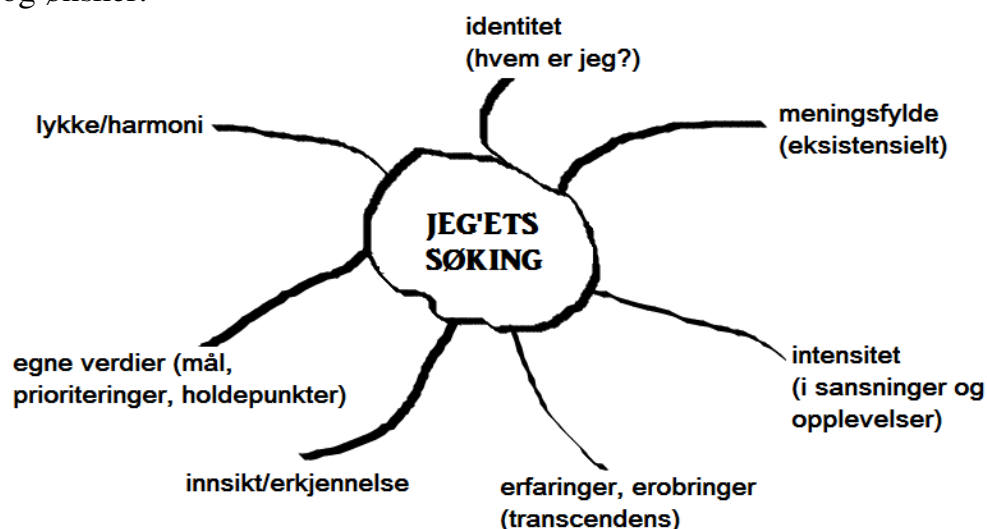 og ønsker.
identitet
(hvem er jeg?)
meningsfylde
(eksistensielt)
lykke/harmoni
JEG'ETS
SØKING
intensitet
(i sansninger og
opplevelser)
egne verdier (mål,
prioriteringer, holdepunkter)
innsikt/erkjennelse
erfaringer, erobringer
(transcendens)